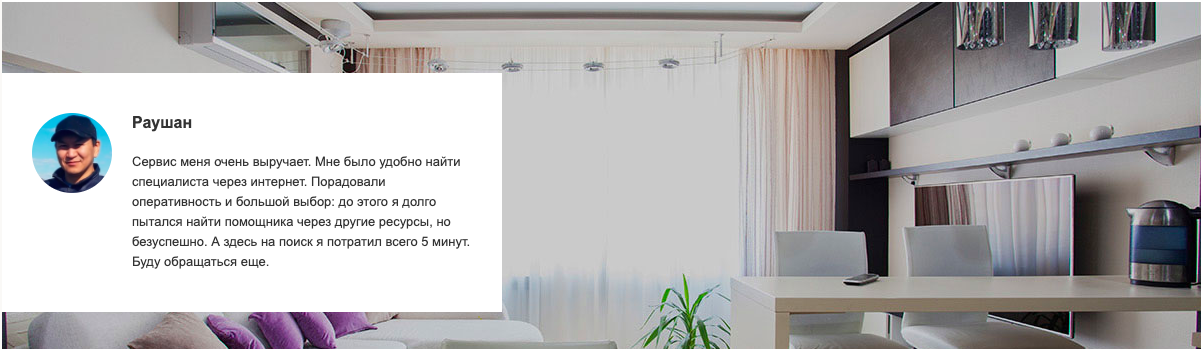 Раушан
Сервис меня очень выручает. Мне было удобно найти
специалиста через интернет. Порадовали
оперативность и большой выбор: до этого я долго
пытался найти помощника через другие ресурсы, но
безуспешно. А здесь на поиск я потратил всего 5 минут.
Буду обращаться еще.